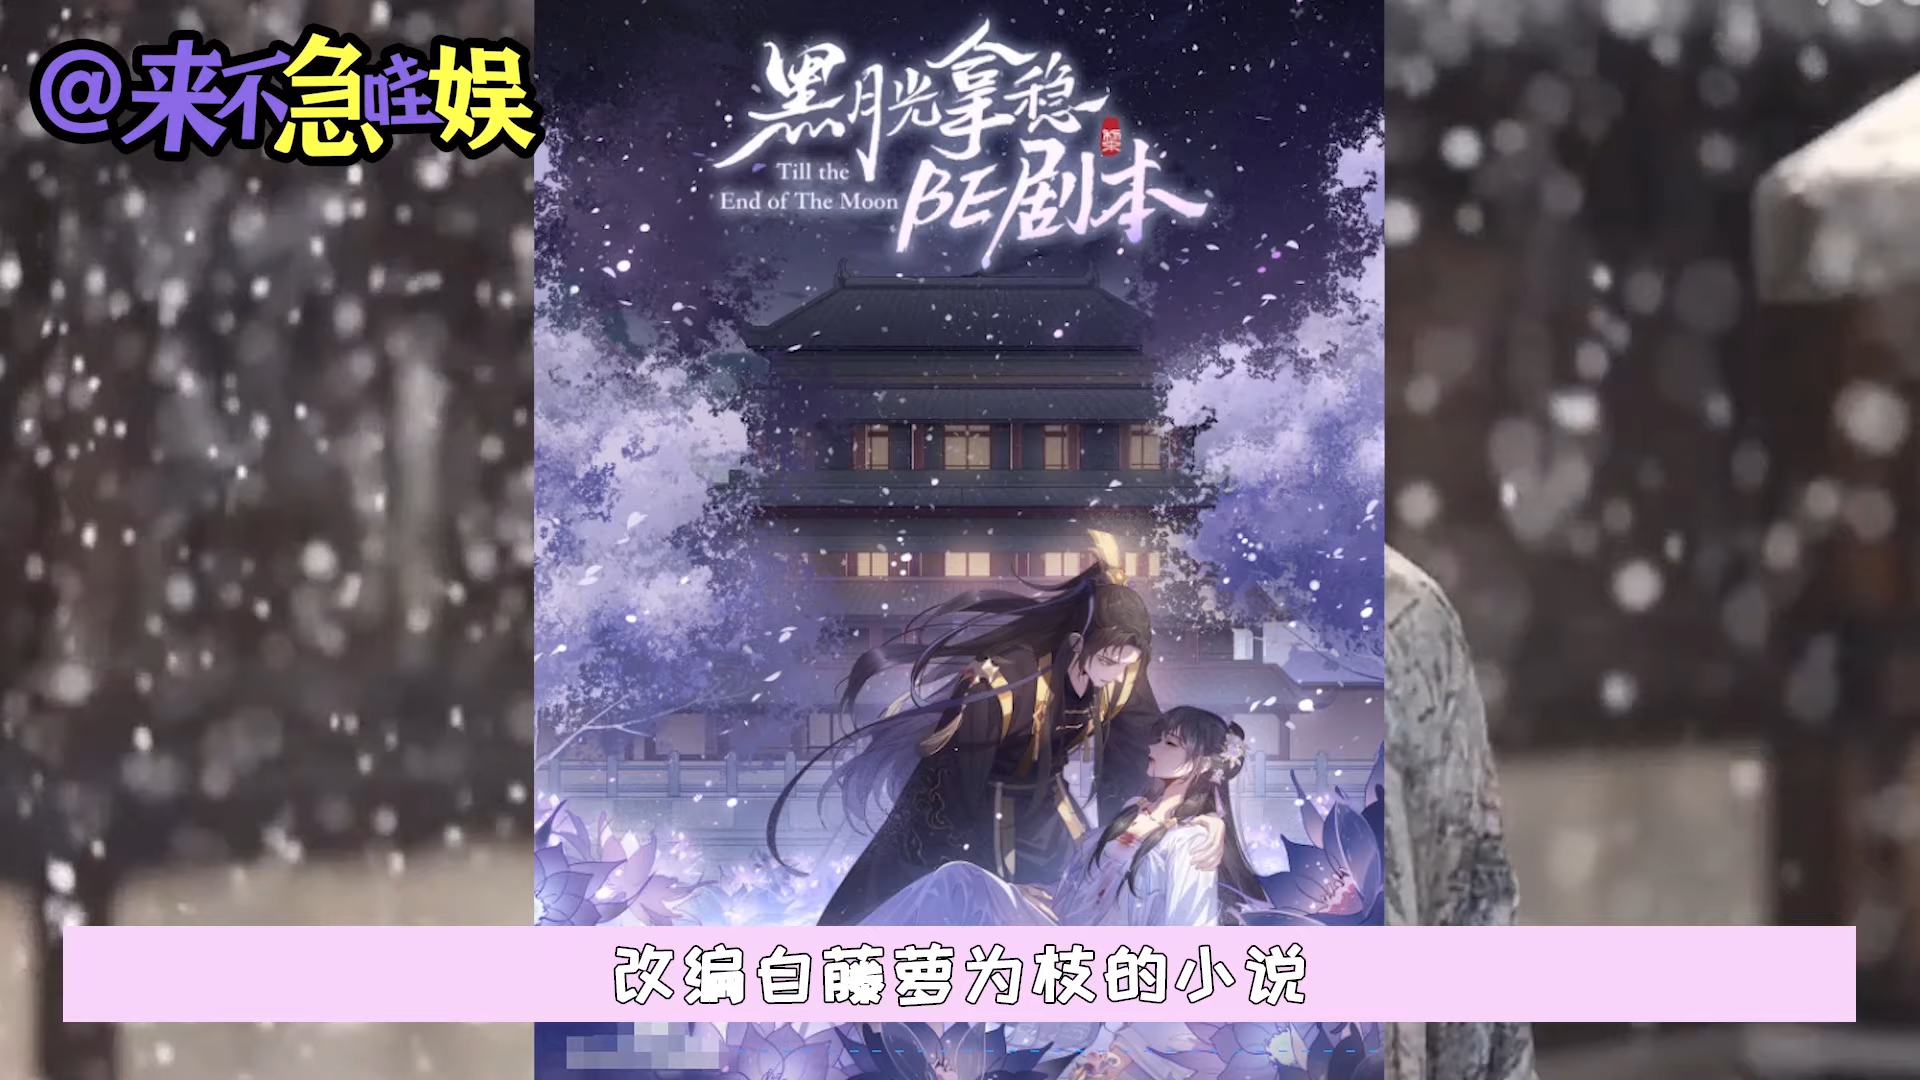 @来不急哇娱
黑月光拿稳
Till the
End of The Moon
BE剧本
改编自藤萝为枝的小说